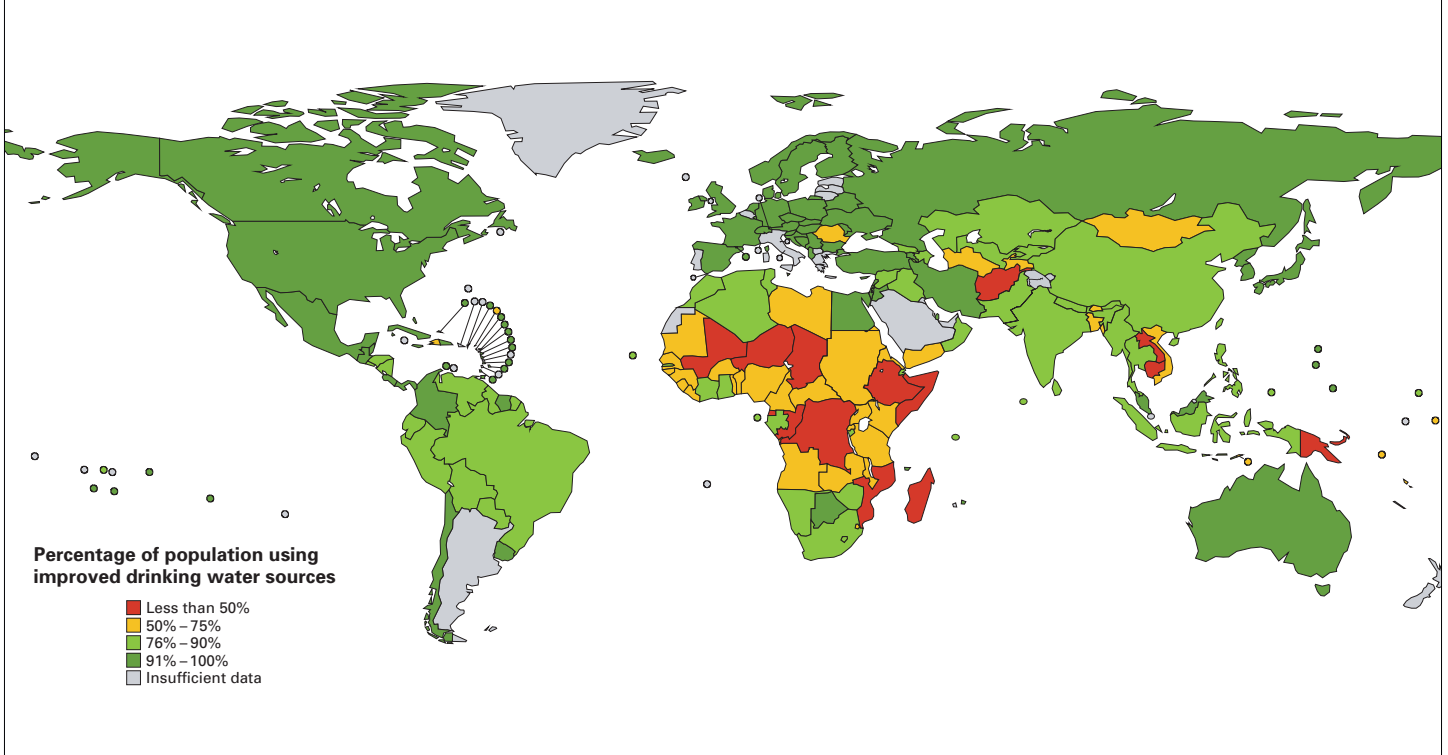 Percentage of population using
improved drinking water sources
Less than 50%
50% – 75%
76% – 90%
91% – 100%
Insufficient data